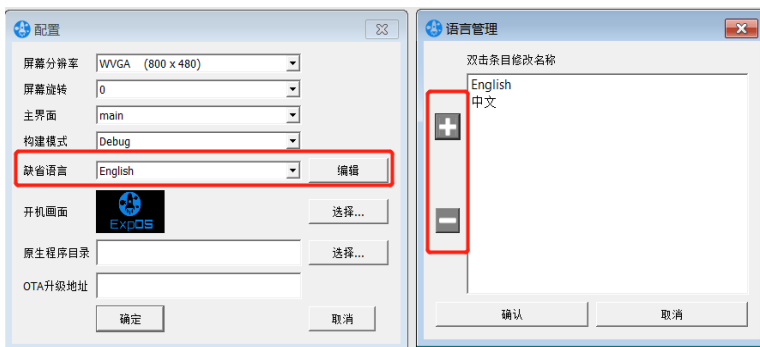 配置
屏幕分辨率 WVGA (800 x 480)
屏幕旋转 0
主界面 main
构建模式 Debug
缺省语言 English 编辑
开机画面 ExpOS 选择...
原生程序目录 选择...
OTA升级地址
确定 取消
语言管理
双击条目修改名称
English
中文
确认 取消